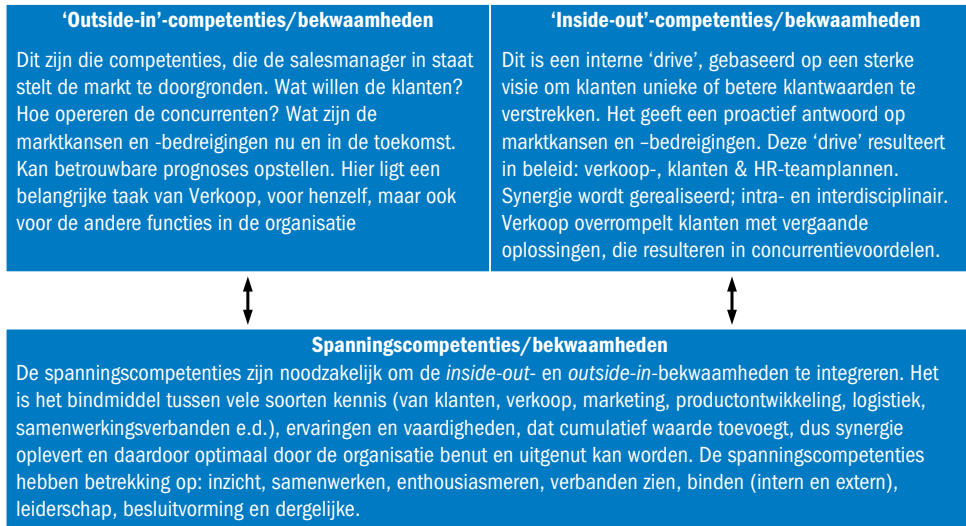 ‘Outside-in’-competenties/bekwaamheden
Dit zijn die competenties, die de salesmanager in staat
stelt de markt te doorgronden. Wat willen de klanten?
Hoe opereren de concurrenten? Wat zijn de
marktkansen en -bedreigingen nu en in de toekomst.
Kan betrouwbare prognoses opstellen. Hier ligt een
belangrijke taak van Verkoop, voor henzelf, maar ook
voor de andere functies in de organisatie
‘Inside-out’-competenties/bekwaamheden
Dit is een interne ‘drive’, gebaseerd op een sterke
visie om klanten unieke of betere klantwaarden te
verstrekken. Het geeft een proactief antwoord op
marktkansen en –bedreigingen. Deze ‘drive’ resulteert
in beleid: verkoop-, klanten & HR-teamplannen.
Synergie wordt gerealiseerd; intra- en interdisciplinair.
Verkoop overrompelt klanten met vergaande
oplossingen, die resulteren in concurrentievoordelen.
Spanningscompetenties/bekwaamheden
De spanningscompetenties zijn noodzakelijk om de inside-out- en outside-in-bekwaamheden te integreren. Het
is het bindmiddel tussen vele soorten kennis (van klanten, verkoop, marketing, productontwikkeling, logistiek,
samenwerkingsverbanden e.d.), ervaringen en vaardigheden, dat cumulatief waarde toevoegt, dus synergie
oplevert en daardoor optimaal door de organisatie benut en uitgenut kan worden. De spanningscompetenties
hebben betrekking op: inzicht, samenwerken, enthousiasmeren, verbanden zien, binden (intern en extern),
leiderschap, besluitvorming en dergelijke.